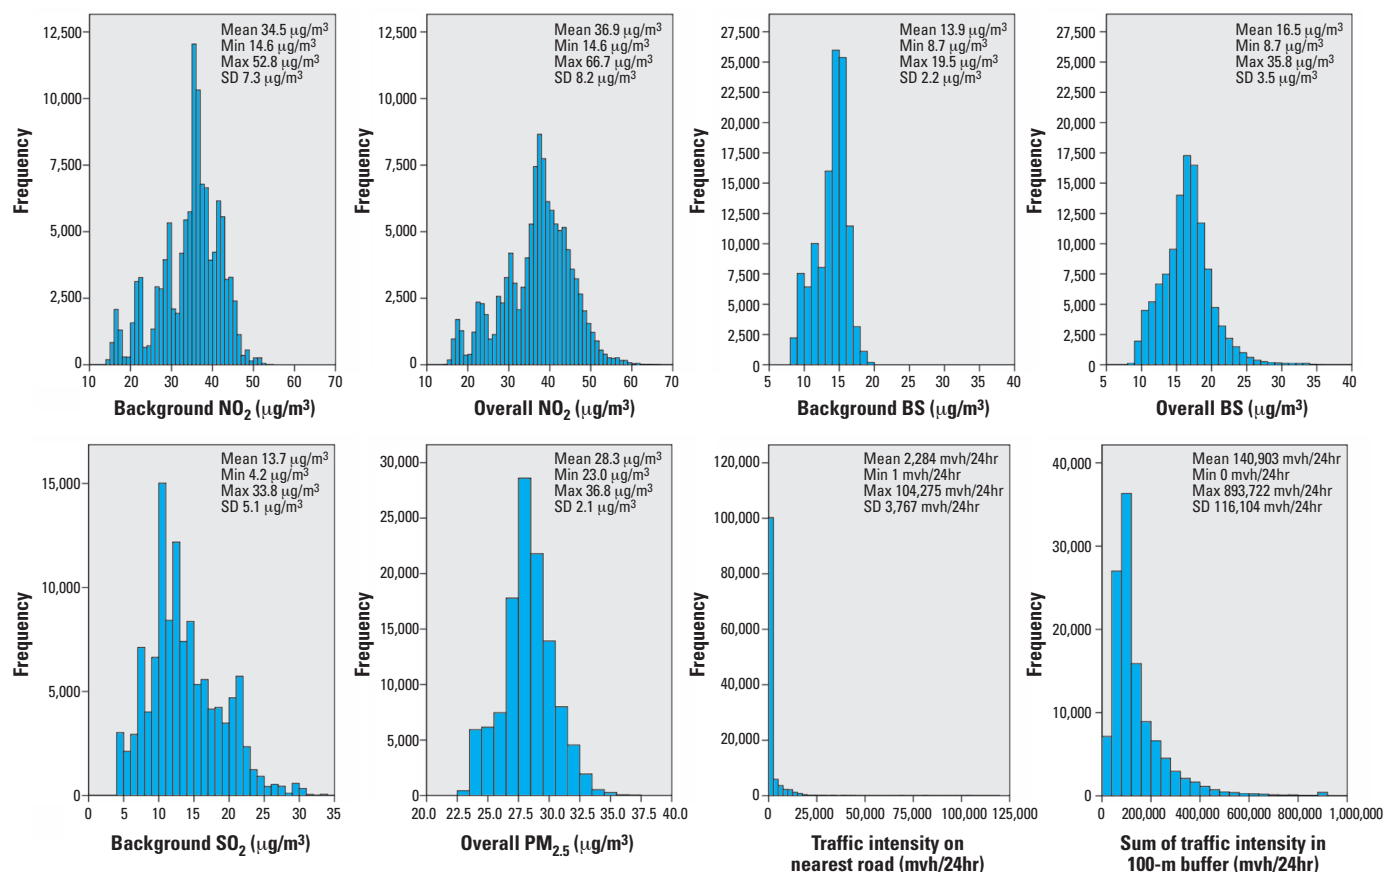 Mean 34.5 μg/m³
Min 14.6 μg/m³
Max 52.8 μg/m³
SD 7.3 μg/m³
12,500
10,000
7,500
5,000
2,500
0
Frequency
10 20 30 40 50 60 70
Background NO₂ (μg/m³)
Mean 36.9 μg/m³
Min 14.6 μg/m³
Max 66.7 μg/m³
SD 8.2 μg/m³
12,500
10,000
7,500
5,000
2,500
0
Frequency
10 20 30 40 50 60 70
Overall NO₂ (μg/m³)
Mean 13.9 μg/m³
Min 8.7 μg/m³
Max 19.5 μg/m³
SD 2.2 μg/m³
27,500
25,000
22,500
20,000
17,500
15,000
12,500
10,000
7,500
5,000
2,500
0
Frequency
5 10 15 20 25 30 35 40
Background BS (μg/m³)
Mean 16.5 μg/m³
Min 8.7 μg/m³
Max 35.8 μg/m³
SD 3.5 μg/m³
27,500
25,000
22,500
20,000
17,500
15,000
12,500
10,000
7,500
5,000
2,500
0
Frequency
5 10 15 20 25 30 35 40
Overall BS (μg/m³)
Mean 13.7 μg/m³
Min 4.2 μg/m³
Max 33.8 μg/m³
SD 5.1 μg/m³
15,000
10,000
5,000
0
Frequency
0 5 10 15 20 25 30 35
Background SO₂ (μg/m³)
Mean 28.3 μg/m³
Min 23.0 μg/m³
Max 36.8 μg/m³
SD 2.1 μg/m³
30,000
25,000
20,000
15,000
10,000
5,000
0
Frequency
20.0 22.5 25.0 27.5 30.0 32.5 35.0 37.5 40.0
Overall PM₂.₅ (μg/m³)
Mean 2,284 mvh/24hr
Min 1 mvh/24hr
Max 104,275 mvh/24hr
SD 3,767 mvh/24hr
120,000
100,000
80,000
60,000
40,000
20,000
0
Frequency
0 25,000 50,000 75,000 100,000 125,000
Traffic intensity on
nearest road (mvh/24hr)
Mean 140,903 mvh/24hr
Min 0 mvh/24hr
Max 893,722 mvh/24hr
SD 116,104 mvh/24hr
40,000
30,000
20,000
10,000
0
Frequency
0 200,000 400,000 600,000 800,000 1,000,000
Sum of traffic intensity in
100-m buffer (mvh/24hr)